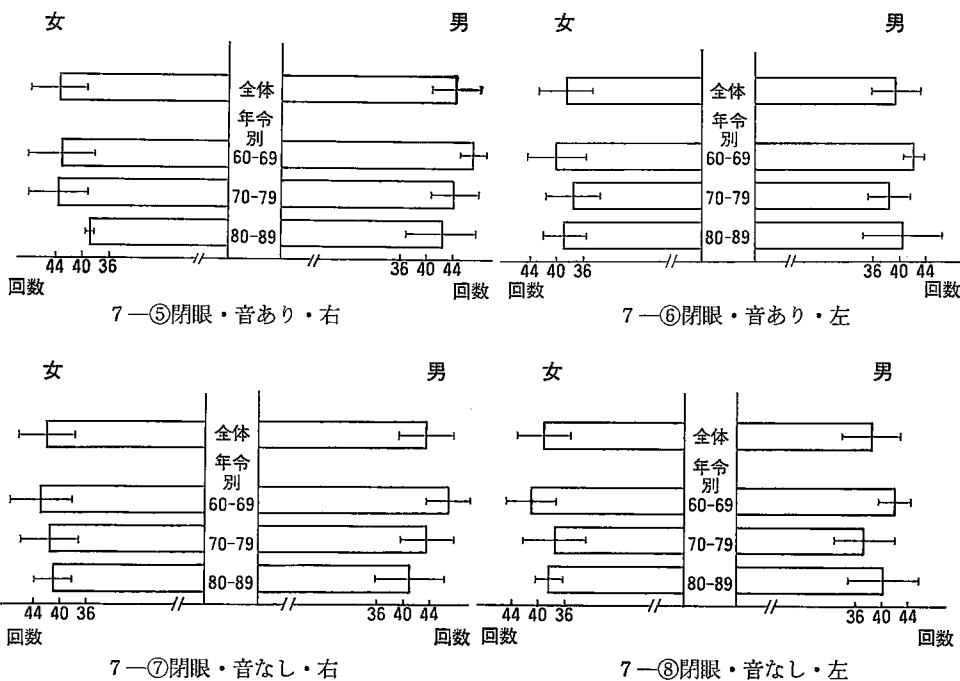 女 男
全体
年令
別
60-69
70-79
80-89
44 40 36 36 40 44
回数 回数
7―⑤閉眼・音あり・右
女 男
全体
年令
別
60-69
70-79
80-89
44 40 36 36 40 44
回数 回数
7―⑥閉眼・音あり・左
女 男
全体
年令
別
60-69
70-79
80-89
44 40 36 36 40 44
回数 回数
7―⑦閉眼・音なし・右
女 男
全体
年令
別
60-69
70-79
80-89
44 40 36 36 40 44
回数 回数
7―⑧閉眼・音なし・左